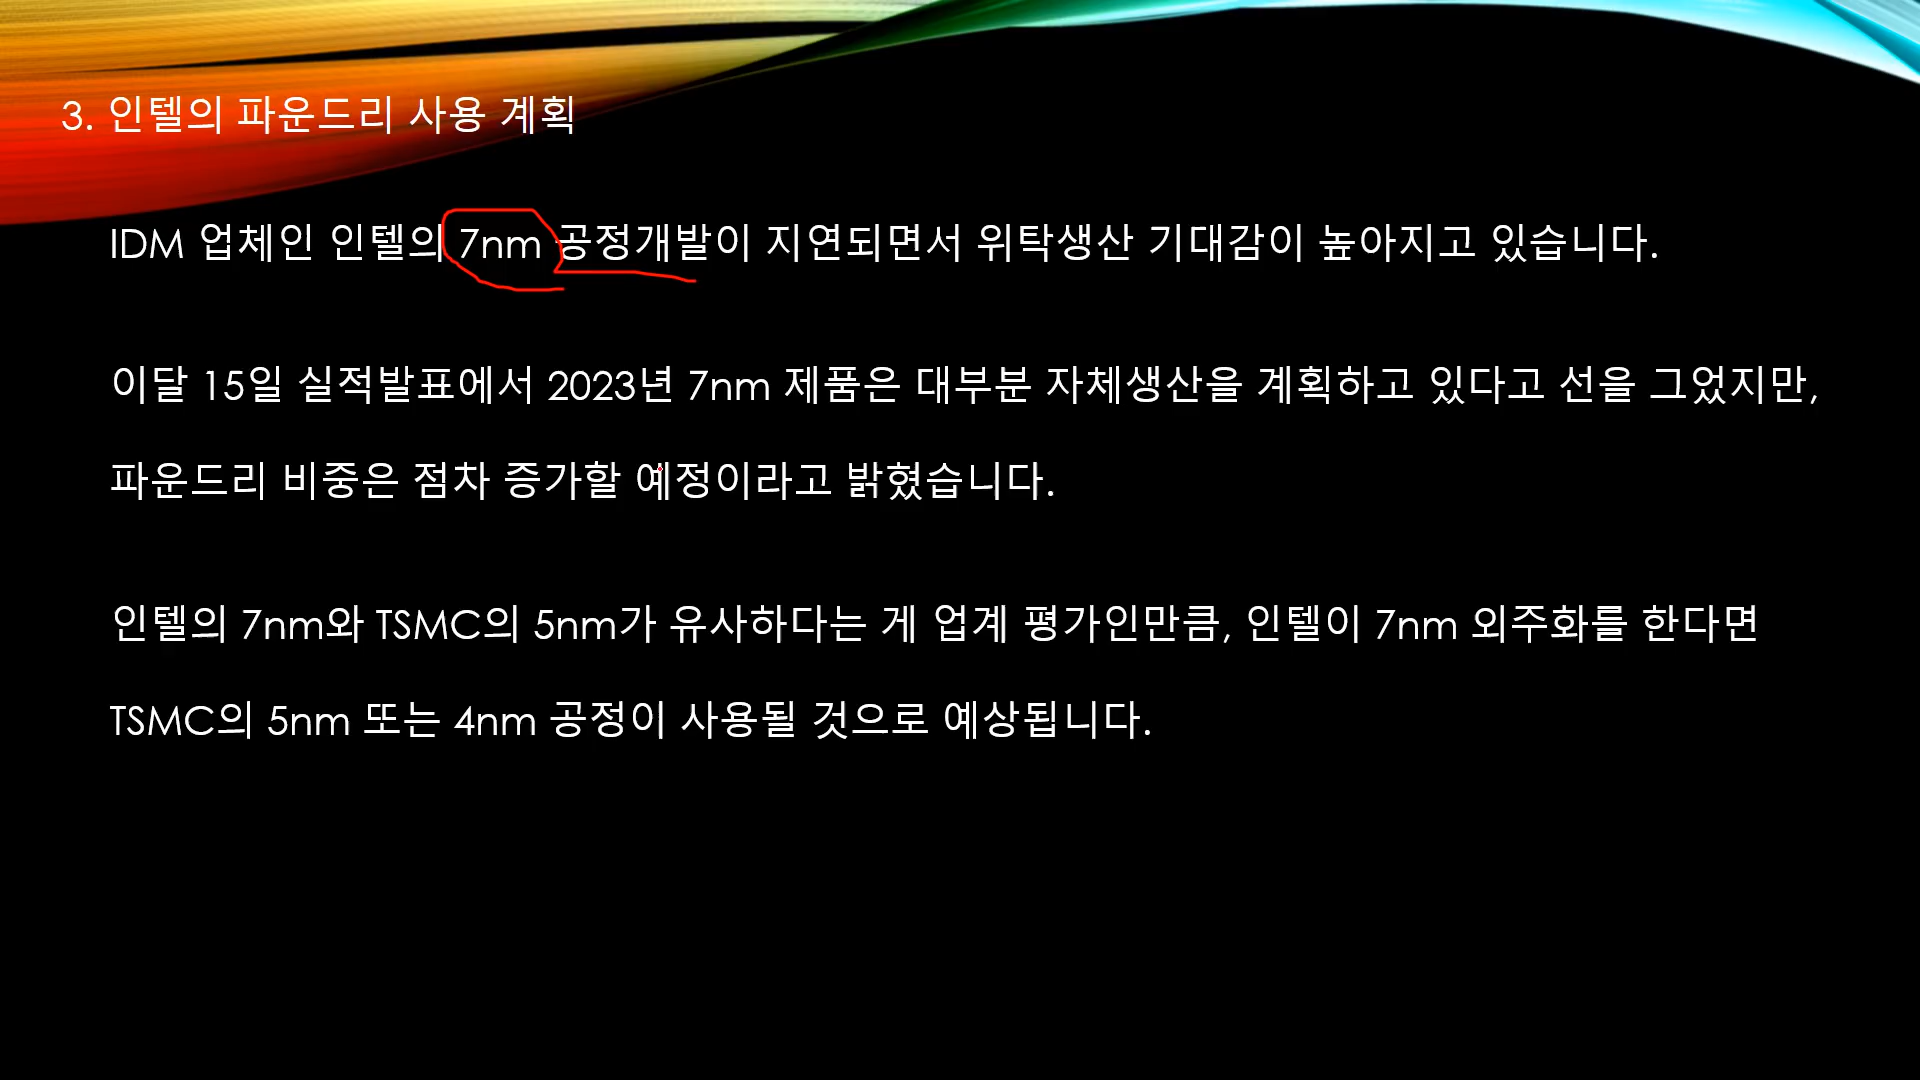 3. 인텔의 파운드리 사용 계획
IDM 업체인 인텔의 7nm 공정개발이 지연되면서 위탁생산 기대감이 높아지고 있습니다.
이달 15일 실적발표에서 2023년 7nm 제품은 대부분 자체생산을 계획하고 있다고 선을 그었지만,
파운드리 비중은 점차 증가할 예정이라고 밝혔습니다.
인텔의 7nm와 TSMC의 5nm가 유사하다는 게 업계 평가인만큼, 인텔이 7nm 외주화를 한다면
TSMC의 5nm 또는 4nm 공정이 사용될 것으로 예상됩니다.